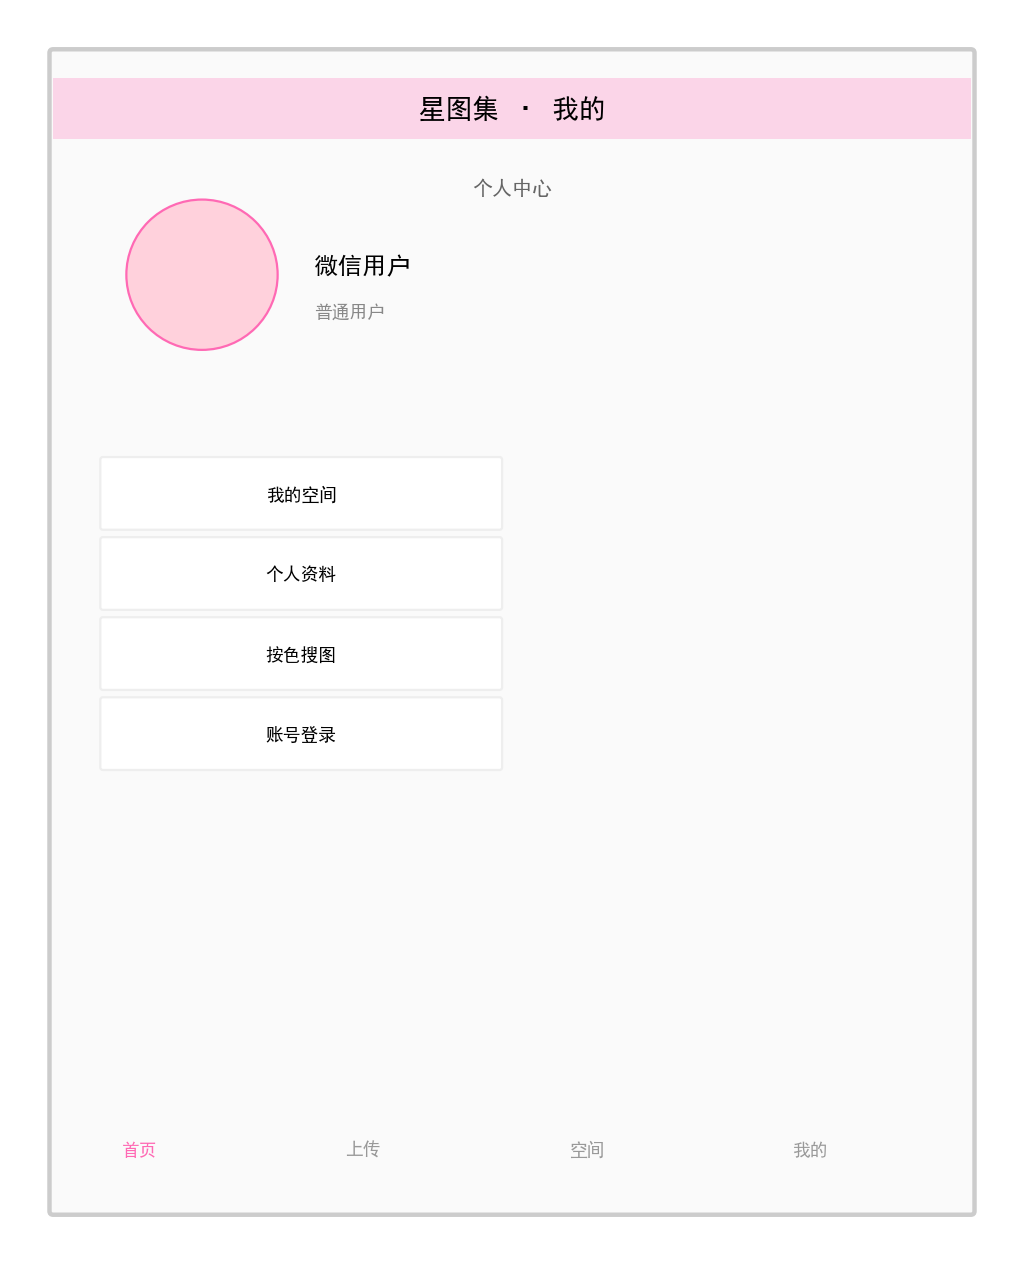 星图集 · 我的
个人中心
微信用户
普通用户
我的空间
个人资料
按色搜图
账号登录
首页 上传 空间 我的